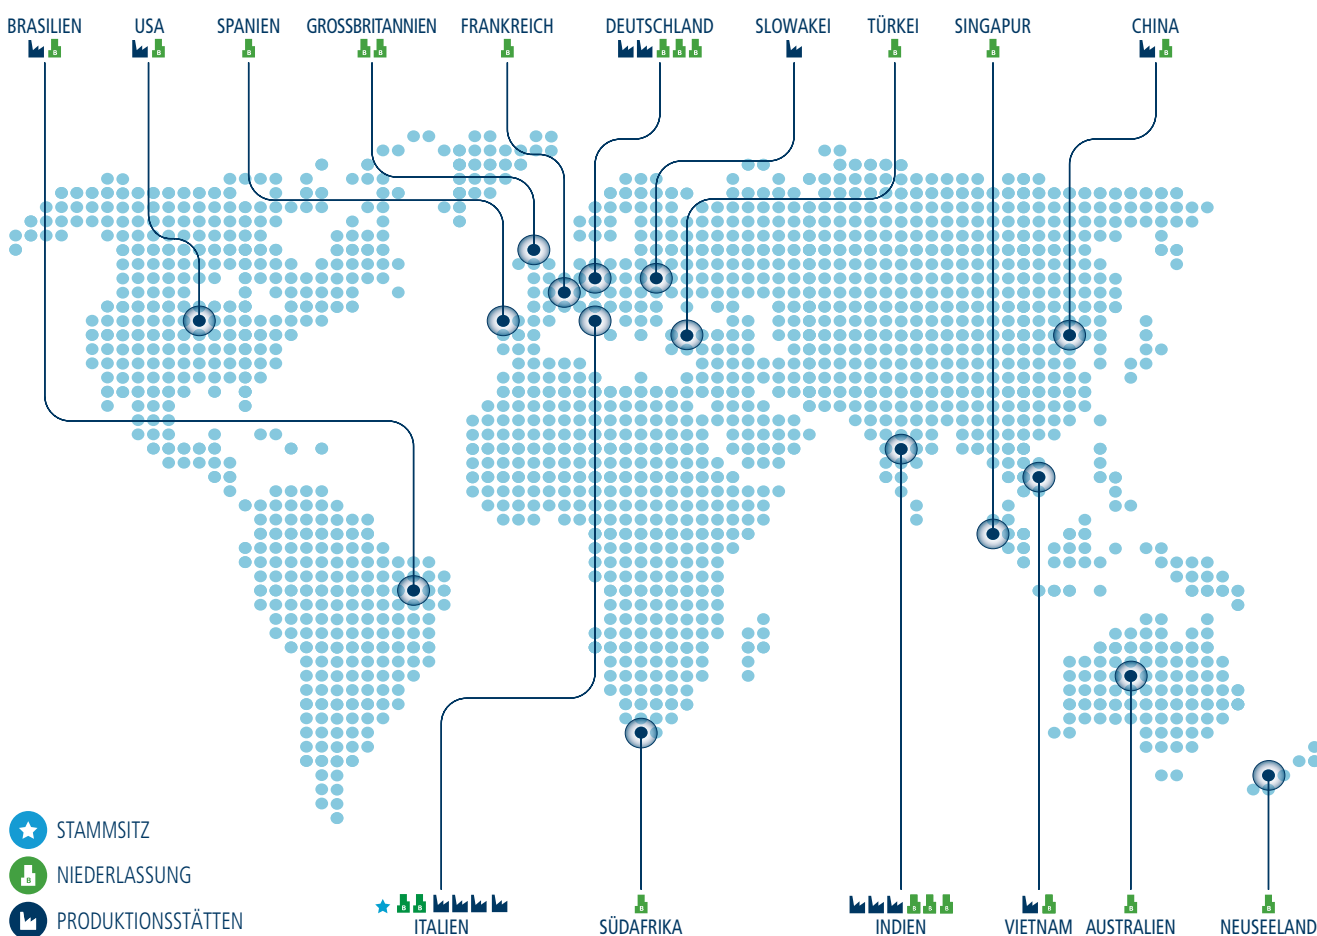 BRASILIEN
USA
SPANIEN
GROSSBRITANNIEN
FRANKREICH
DEUTSCHLAND
SLOWAKEI
TÜRKEI
SINGAPUR
CHINA
STAMMSITZ
NIEDERLASSUNG
PRODUKTIONSSTÄTTEN
ITALIEN
SÜDAFRIKA
INDIEN
VIETNAM
AUSTRALIEN
NEUSEELAND